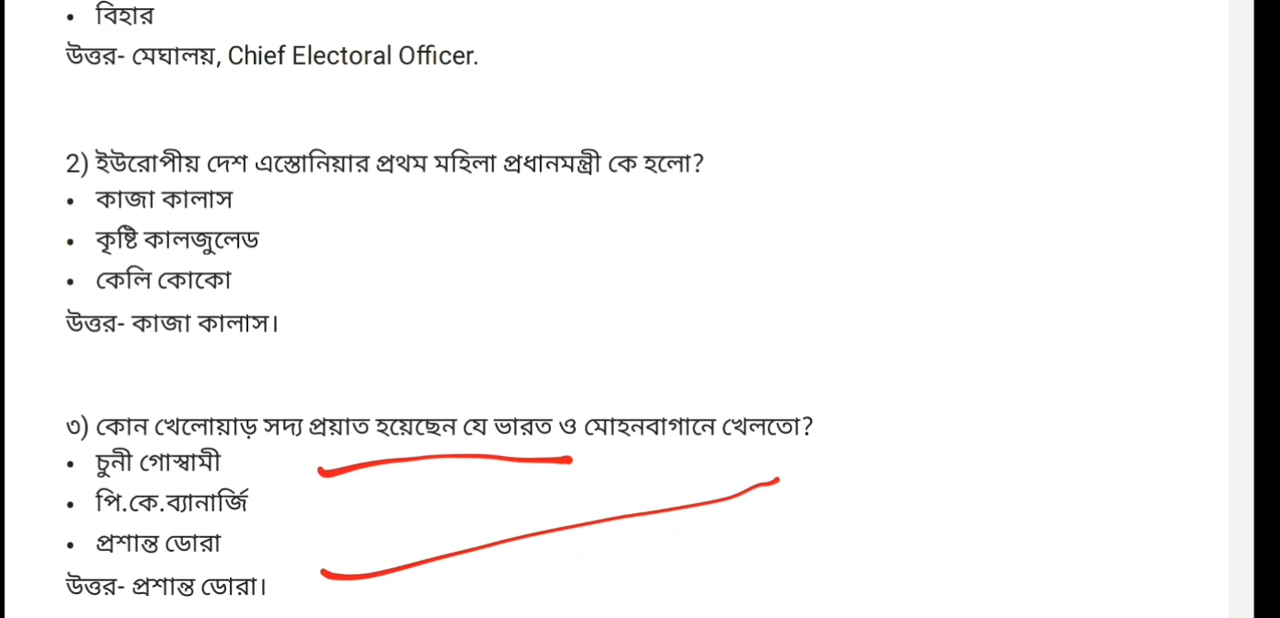 • বিহার
উত্তর- মেঘালয়, Chief Electoral Officer.
2) ইউরোপীয় দেশ এস্তোনিয়ার প্রথম মহিলা প্রধানমন্ত্রী কে হলো?
• কাজা কালাস
• কৃষ্টি কালজুলেড
• কেলি কোকো
উত্তর- কাজা কালাস।
৩) কোন খেলোয়াড় সদ্য প্রয়াত হয়েছেন যে ভারত ও মোহনবাগানে খেলতো?
• চুনী গোস্বামী
• পি.কে.ব্যানার্জি
• প্রশান্ত ডোরা
উত্তর- প্রশান্ত ডোরা।